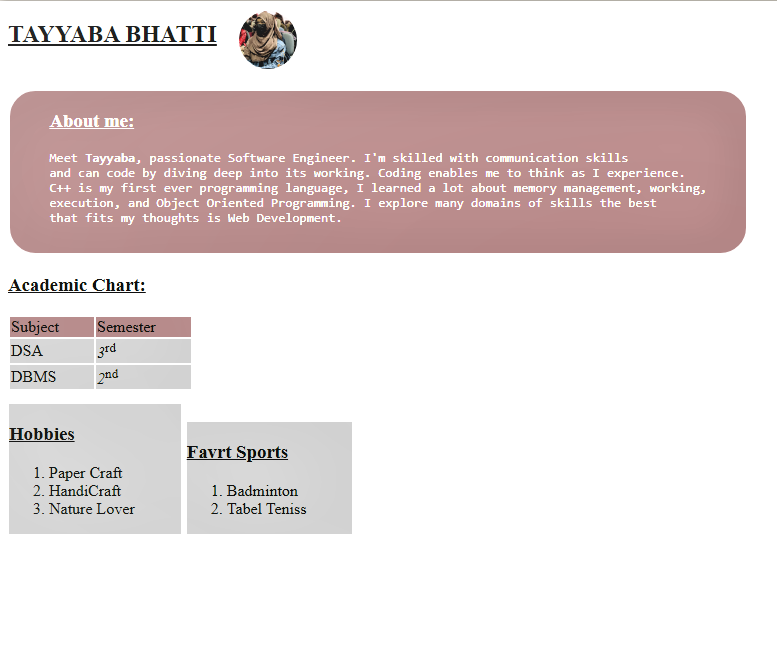 TAYYABA BHATTI
About me:
Meet Tayyaba, passionate Software Engineer. I'm skilled with communication skills
and can code by diving deep into its working. Coding enables me to think as I experience.
C++ is my first ever programming language, I learned a lot about memory management, working,
execution, and Object Oriented Programming. I explore many domains of skills the best
that fits my thoughts is Web Development.
Academic Chart:
Subject Semester
DSA 3rd
DBMS 2nd
Hobbies
1. Paper Craft
2. HandiCraft
3. Nature Lover
Favrt Sports
1. Badminton
2. Tabel Teniss